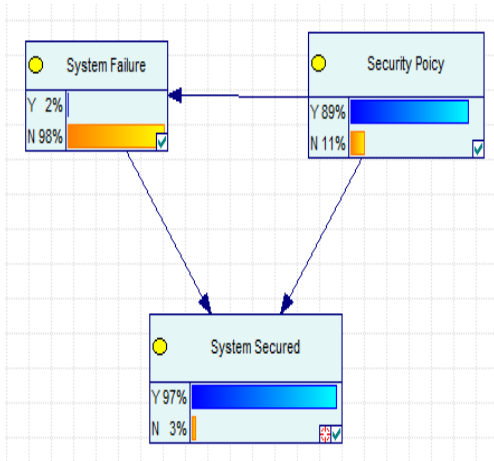 System Failure
Y 2%
N 98%
Security Poicy
Y 89%
N 11%
System Secured
Y 97%
N 3%